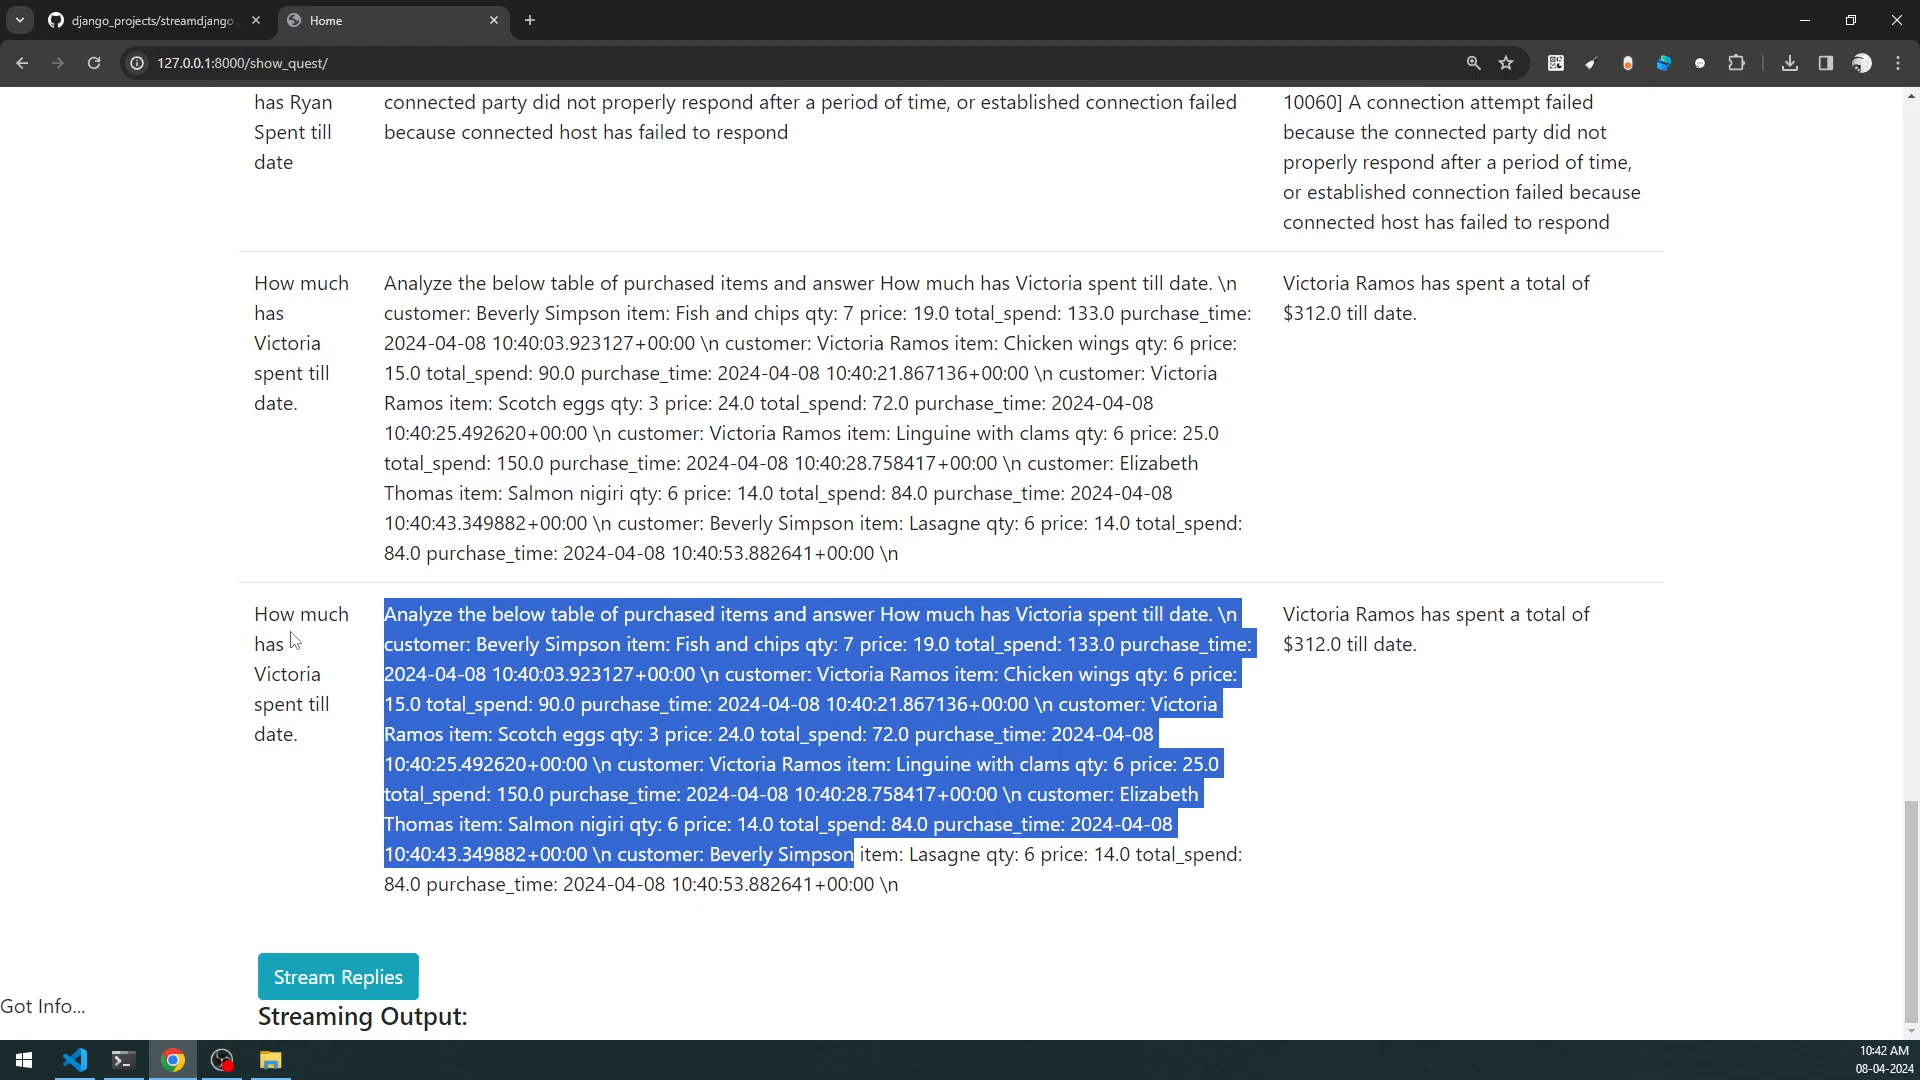 django_projects/streamdjango
Home
127.0.0.1:8000/show_quest/
has Ryan
Spent till
date
connected party did not properly respond after a period of time, or established connection failed
because connected host has failed to respond
10060] A connection attempt failed
because the connected party did not
properly respond after a period of time,
or established connection failed because
connected host has failed to respond
How much
has
Victoria
spent till
date.
Analyze the below table of purchased items and answer How much has Victoria spent till date. \n
customer: Beverly Simpson item: Fish and chips qty: 7 price: 19.0 total_spend: 133.0 purchase_time:
2024-04-08 10:40:03.923127+00:00 \n customer: Victoria Ramos item: Chicken wings qty: 6 price:
15.0 total_spend: 90.0 purchase_time: 2024-04-08 10:40:21.867136+00:00 \n customer: Victoria
Ramos item: Scotch eggs qty: 3 price: 24.0 total_spend: 72.0 purchase_time: 2024-04-08
10:40:25.492620+00:00 \n customer: Victoria Ramos item: Linguine with clams qty: 6 price: 25.0
total_spend: 150.0 purchase_time: 2024-04-08 10:40:28.758417+00:00 \n customer: Elizabeth
Thomas item: Salmon nigiri qty: 6 price: 14.0 total_spend: 84.0 purchase_time: 2024-04-08
10:40:43.349882+00:00 \n customer: Beverly Simpson item: Lasagne qty: 6 price: 14.0 total_spend:
84.0 purchase_time: 2024-04-08 10:40:53.882641+00:00 \n
Victoria Ramos has spent a total of
$312.0 till date.
How much
has
Victoria
spent till
date.
Analyze the below table of purchased items and answer How much has Victoria spent till date. \n
customer: Beverly Simpson item: Fish and chips qty: 7 price: 19.0 total_spend: 133.0 purchase_time:
2024-04-08 10:40:03.923127+00:00 \n customer: Victoria Ramos item: Chicken wings qty: 6 price:
15.0 total_spend: 90.0 purchase_time: 2024-04-08 10:40:21.867136+00:00 \n customer: Victoria
Ramos item: Scotch eggs qty: 3 price: 24.0 total_spend: 72.0 purchase_time: 2024-04-08
10:40:25.492620+00:00 \n customer: Victoria Ramos item: Linguine with clams qty: 6 price: 25.0
total_spend: 150.0 purchase_time: 2024-04-08 10:40:28.758417+00:00 \n customer: Elizabeth
Thomas item: Salmon nigiri qty: 6 price: 14.0 total_spend: 84.0 purchase_time: 2024-04-08
10:40:43.349882+00:00 \n customer: Beverly Simpson item: Lasagne qty: 6 price: 14.0 total_spend:
84.0 purchase_time: 2024-04-08 10:40:53.882641+00:00 \n
Victoria Ramos has spent a total of
$312.0 till date.
Stream Replies
Got Info...
Streaming Output:
10:42 AM
08-04-2024